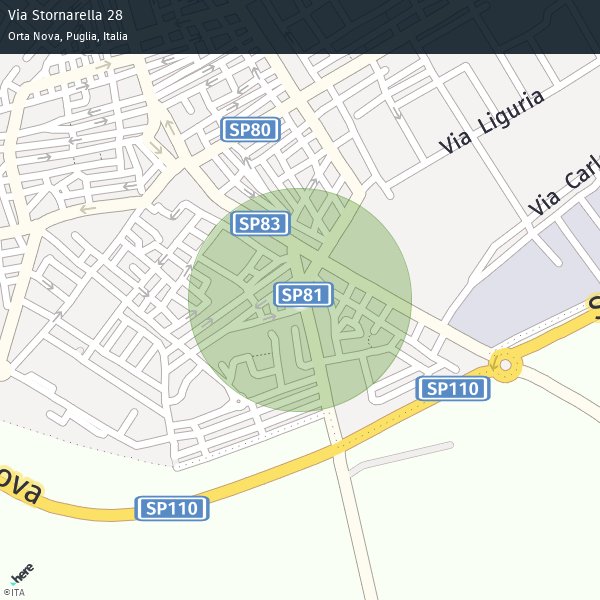 Via Stornarella 28
Orta Nova, Puglia, Italia
Via Liguria
SP80
Via Carl
SP83
SP81
S
SP110
ova
SP110
here
©ITA